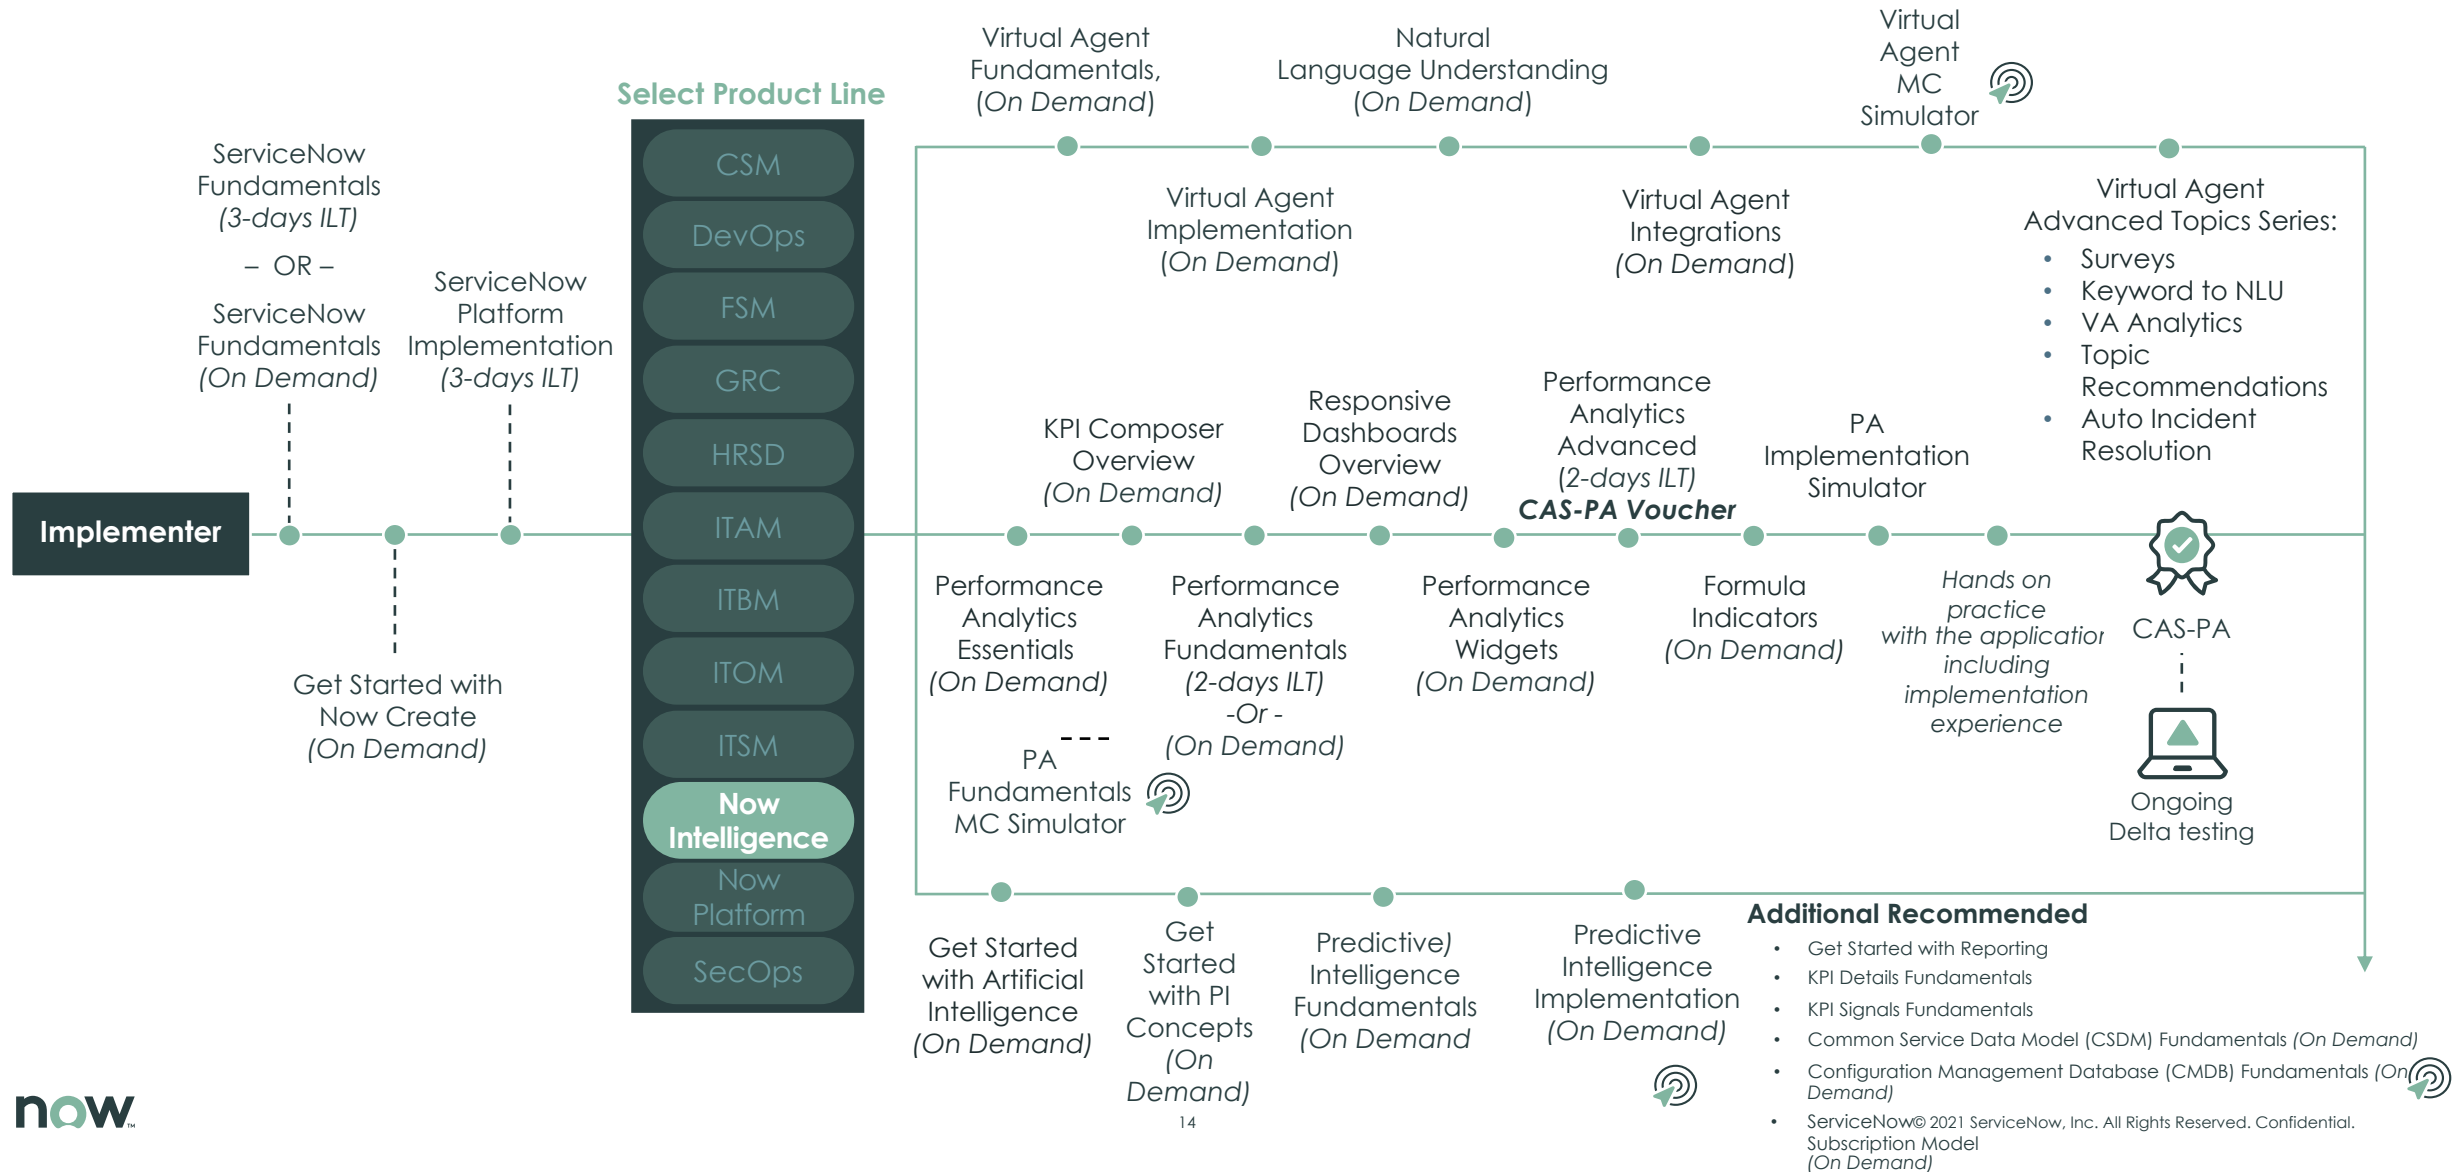 Implementer
ServiceNow
Fundamentals
(3-days ILT)
– OR –
ServiceNow
Fundamentals
(On Demand)
Get Started with
Now Create
(On Demand)
ServiceNow
Platform
Implementation
(3-days ILT)
Select Product Line
CSM
DevOps
FSM
GRC
HRSD
ITAM
ITBM
ITOM
ITSM
Now
Intelligence
Now
Platform
SecOps
Virtual Agent
Fundamentals,
(On Demand)
Virtual Agent
Implementation
(On Demand)
Natural
Language Understanding
(On Demand)
Virtual Agent
Integrations
(On Demand)
Virtual
Agent
MC
Simulator
Virtual Agent
Advanced Topics Series:
• Surveys
• Keyword to NLU
• VA Analytics
• Topic
Recommendations
• Auto Incident
Resolution
Performance
Analytics
Essentials
(On Demand)
PA
Fundamentals
MC Simulator
KPI Composer
Overview
(On Demand)
Performance
Analytics
Fundamentals
(2-days ILT)
-Or -
(On Demand)
Responsive
Dashboards
Overview
(On Demand)
Performance
Analytics
Widgets
(On Demand)
Performance
Analytics
Advanced
(2-days ILT)
CAS-PA Voucher
Formula
Indicators
(On Demand)
PA
Implementation
Simulator
Hands on
practice
with the application
including
implementation
experience
CAS-PA
Ongoing
Delta testing
Get Started
with Artificial
Intelligence
(On Demand)
Get
Started
with PI
Concepts
(On
Demand)
Predictive)
Intelligence
Fundamentals
(On Demand
Predictive
Intelligence
Implementation
(On Demand)
Additional Recommended
• Get Started with Reporting
• KPI Details Fundamentals
• KPI Signals Fundamentals
• Common Service Data Model (CSDM) Fundamentals (On Demand)
• Configuration Management Database (CMDB) Fundamentals (On
Demand)
• ServiceNow
Subscription Model
(On Demand)
© 2021 ServiceNow, Inc. All Rights Reserved. Confidential.
now™
14